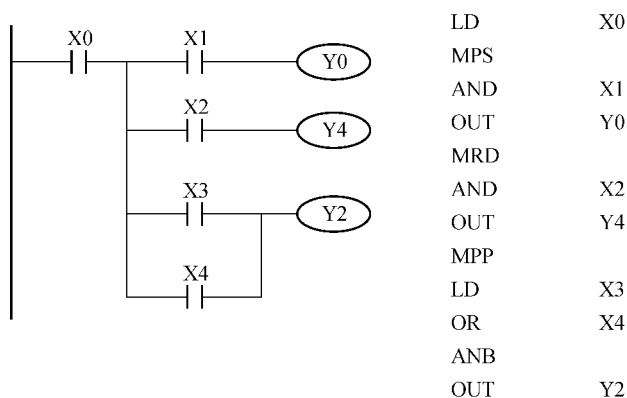 X0
X1
Y0
X2
Y4
X3
Y2
X4
LD X0
MPS
AND X1
OUT Y0
MRD
AND X2
OUT Y4
MPP
LD X3
OR X4
ANB
OUT Y2